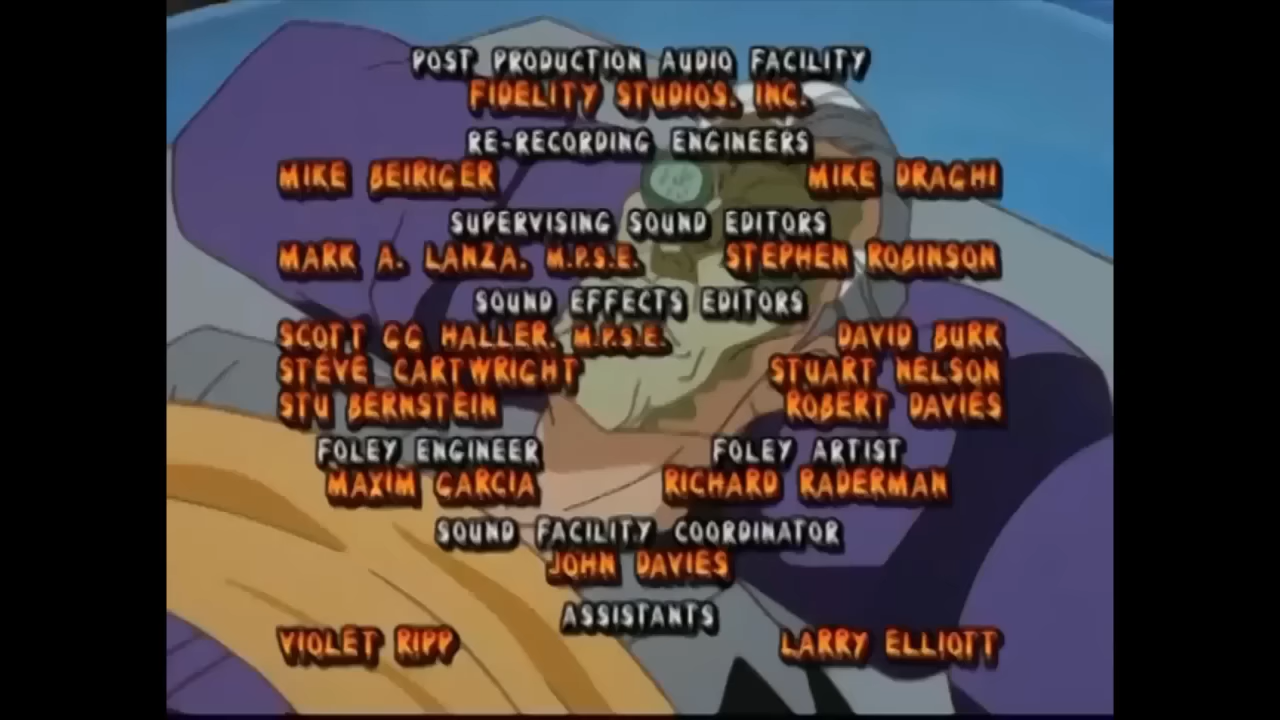 POST PRODUCTION AUDIO FACILITY
FIDELITY STUDIOS, INC.
RE-RECORDING ENGINEERS
MIKE BEIRIGER MIKE DRAGHI
SUPERVISING SOUND EDITORS
MARK A. LANZA, M.P.S.E. STEPHEN ROBINSON
SOUND EFFECTS EDITORS
SCOTT GG HALLER, M.P.S.E. DAVID BURK
STEVE CARTWRIGHT STUART NELSON
STU BERNSTEIN ROBERT DAVIES
FOLEY ENGINEER FOLEY ARTIST
MAXIM GARCIA RICHARD RADERMAN
SOUND FACILITY COORDINATOR
JOHN DAVIES
ASSISTANTS
VIOLET RIPP LARRY ELLIOTT